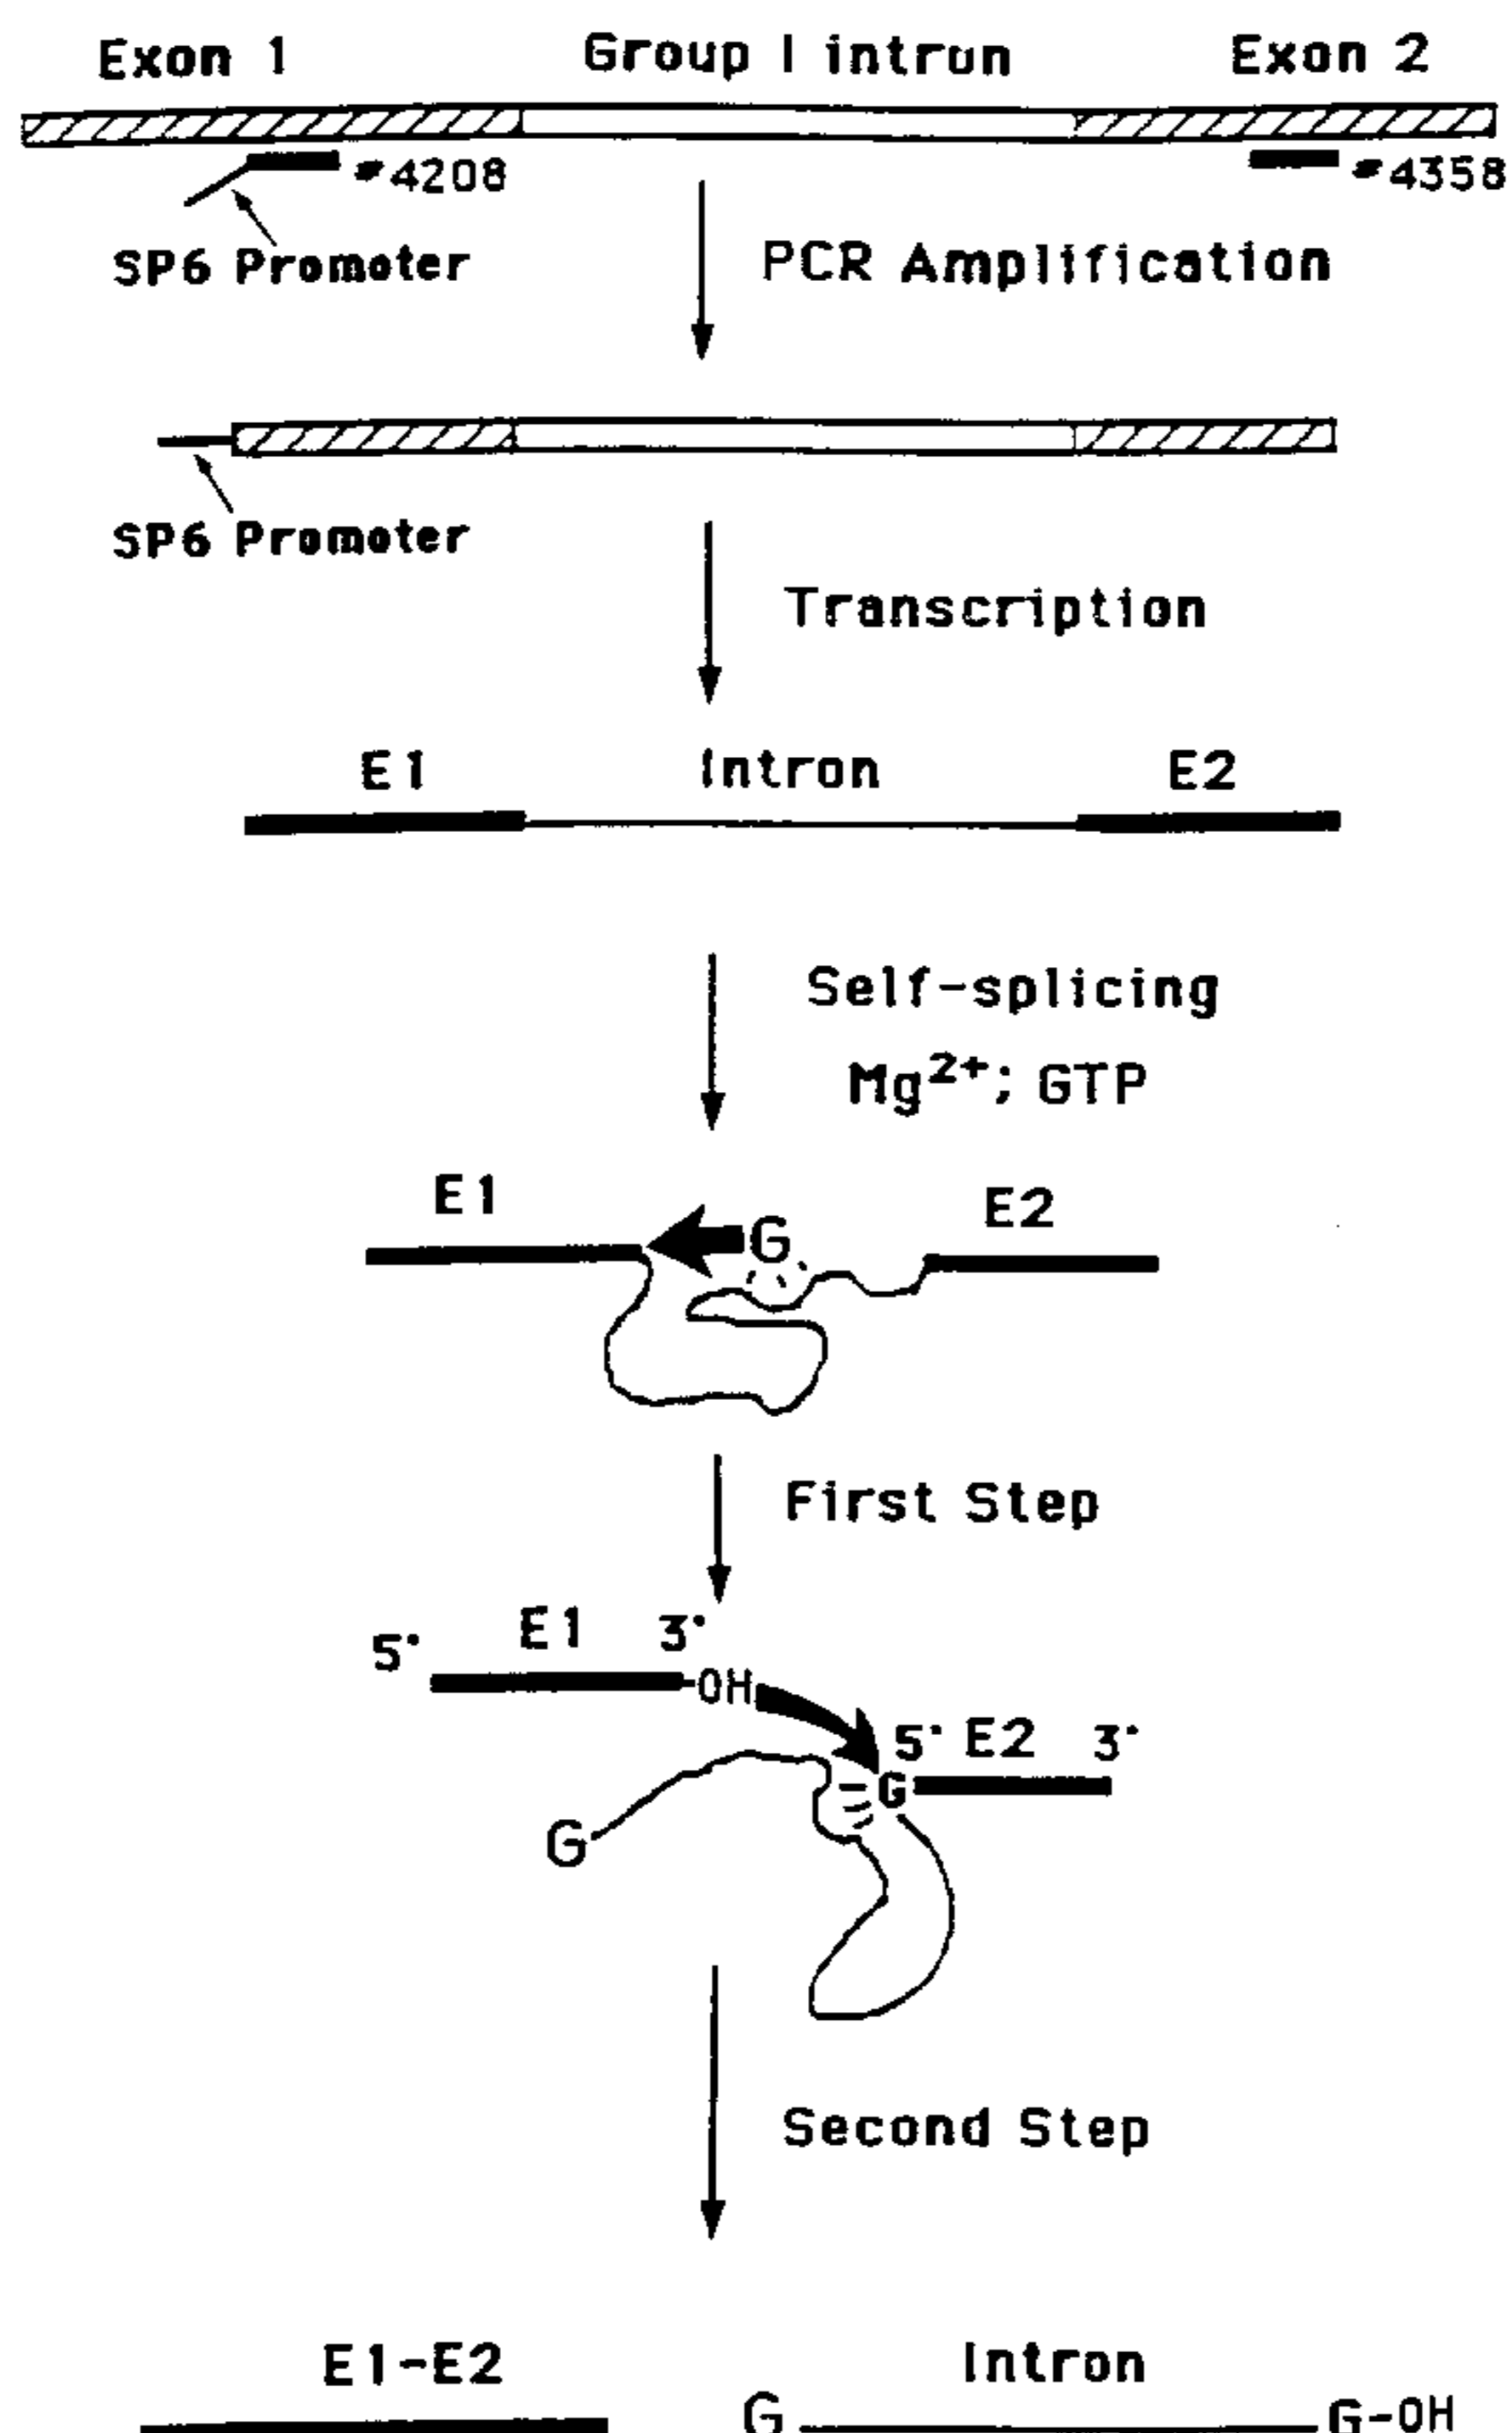 Exon 1 Group I intron Exon 2
#4208 #4358
SP6 Promoter PCR Amplification
SP6 Promoter
Transcription
E1 Intron E2
Self-splicing
Mg²⁺; GTP
E1 G E2
First Step
5' E1 3'
OH
5' E2 3'
G
G
Second Step
E1-E2 Intron
G G-OH